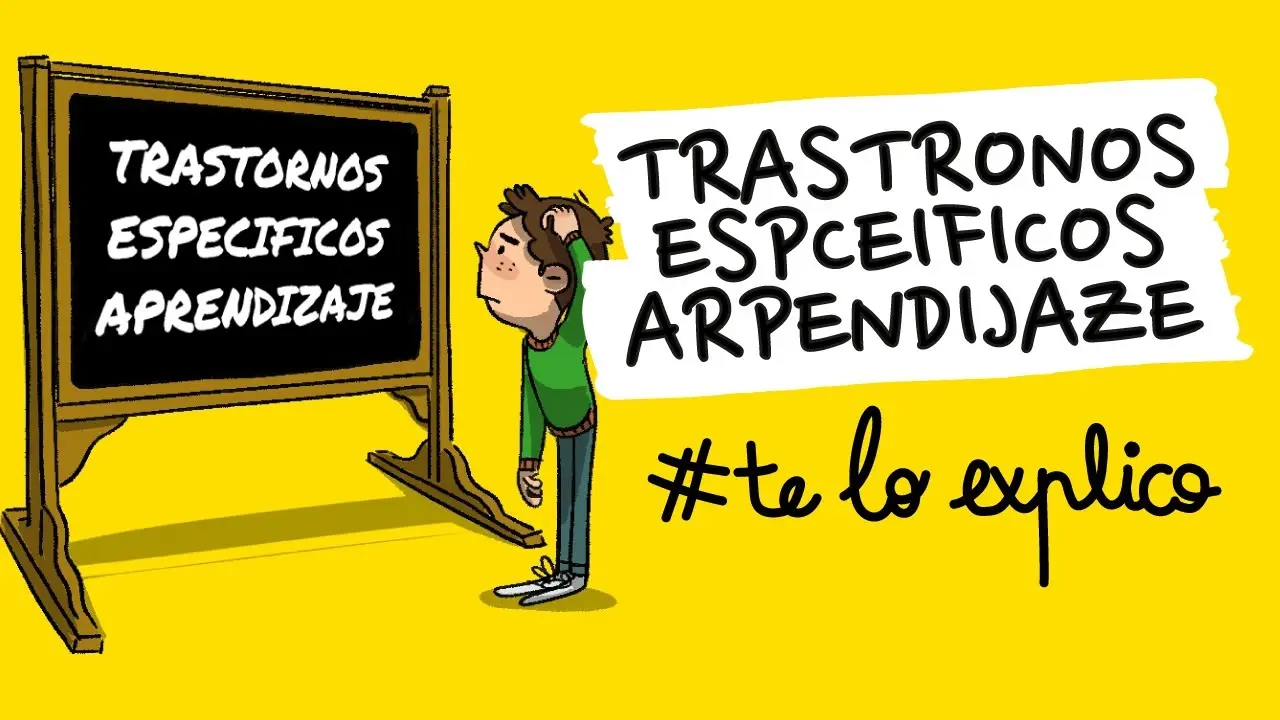 TRASTORNOS
ESPECIFICOS
APRENDIZAJE
TRASTRONOS
ESPCEIFICOS
ARPENDIJAZE
#te lo explico